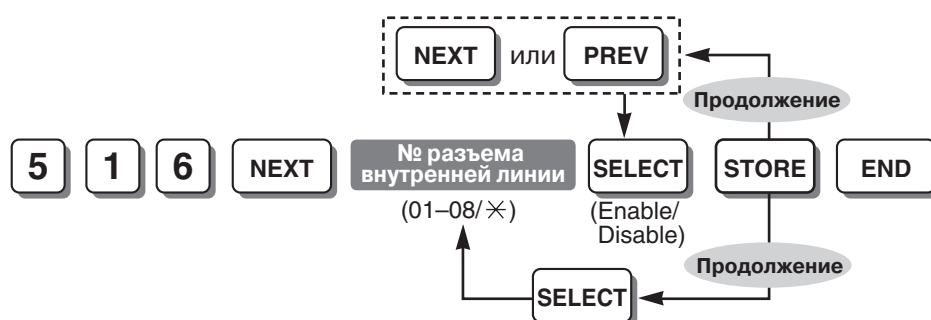 NEXT или PREV
Продолжение
5 1 6 NEXT № разъема внутренней линии SELECT STORE END
(01–08/✳) (Enable/
Disable)
Продолжение
SELECT